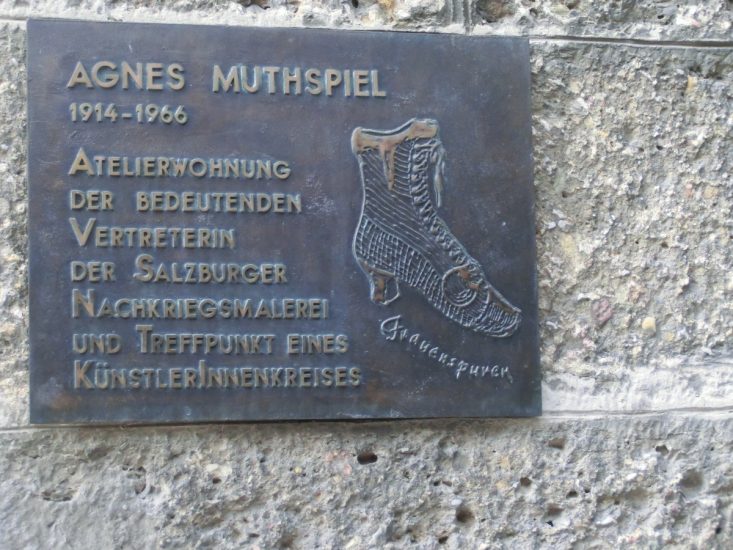 AGNES MUTHSPIEL
1914-1966
ATELIERWOHNUNG
DER BEDEUTENDEN
VERTRETERIN
DER SALZBURGER
NACHKRIEGSMALEREI
UND TREFFPUNKT EINES
KÜNSTLERINNENKREISES
Frauenspuren